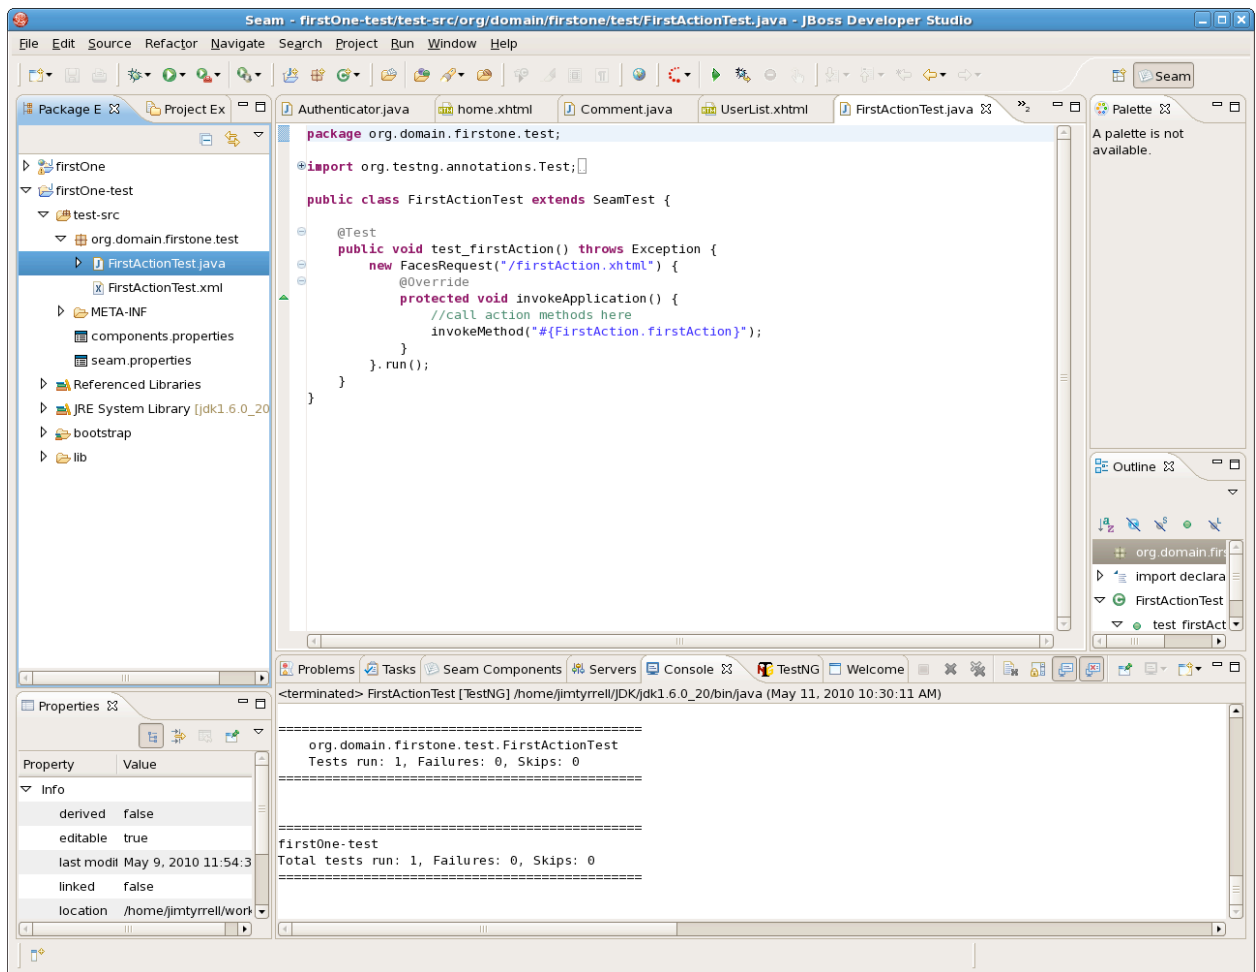 Seam - firstOne-test/test-src/org/domain/firstone/test/FirstActionTest.java - JBoss Developer Studio
File Edit Source Refactor Navigate Search Project Run Window Help
Seam
Package E
Project Ex
firstOne
firstOne-test
test-src
org.domain.firstone.test
FirstActionTest.java
FirstActionTest.xml
META-INF
components.properties
seam.properties
Referenced Libraries
JRE System Library [jdk1.6.0_20
bootstrap
lib
Authenticator.java home.xhtml Comment.java UserList.xhtml FirstActionTest.java »2
package org.domain.firstone.test;
import org.testng.annotations.Test;
public class FirstActionTest extends SeamTest {
@Test
public void test_firstAction() throws Exception {
new FacesRequest("/firstAction.xhtml") {
@Override
protected void invokeApplication() {
//call action methods here
invokeMethod("#{FirstAction.firstAction}");
}
}.run();
}
}
Palette
A palette is not
available.
Outline
org.domain.firs
import declara
FirstActionTest
test_firstAct
Properties
Property Value
Info
derived false
editable true
last modif May 9, 2010 11:54:3
linked false
location /home/jimtyrrell/work
Problems Tasks Seam Components Servers Console TestNG Welcome
<terminated> FirstActionTest [TestNG] /home/jimtyrrell/JDK/jdk1.6.0_20/bin/java (May 11, 2010 10:30:11 AM)
===============================================
org.domain.firstone.test.FirstActionTest
Tests run: 1, Failures: 0, Skips: 0
===============================================
===============================================
firstOne-test
Total tests run: 1, Failures: 0, Skips: 0
===============================================